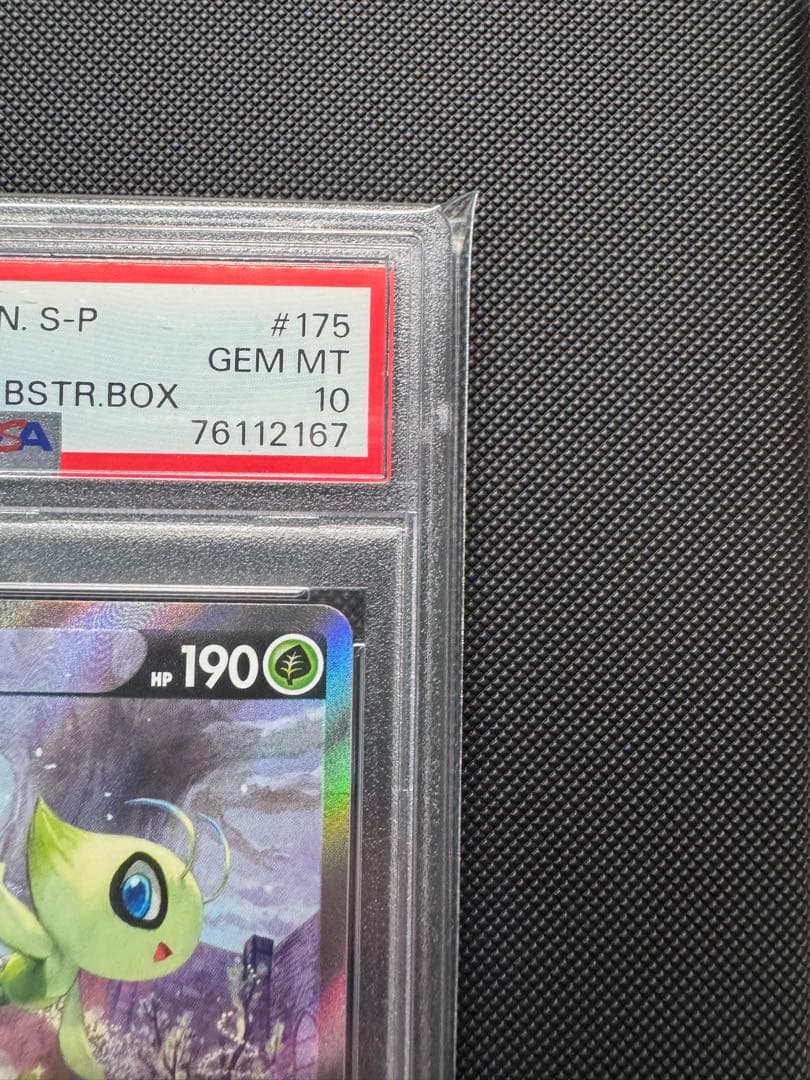 N. S-P #175
GEM MT
BSTR.BOX 10
SA 76112167
HP 190